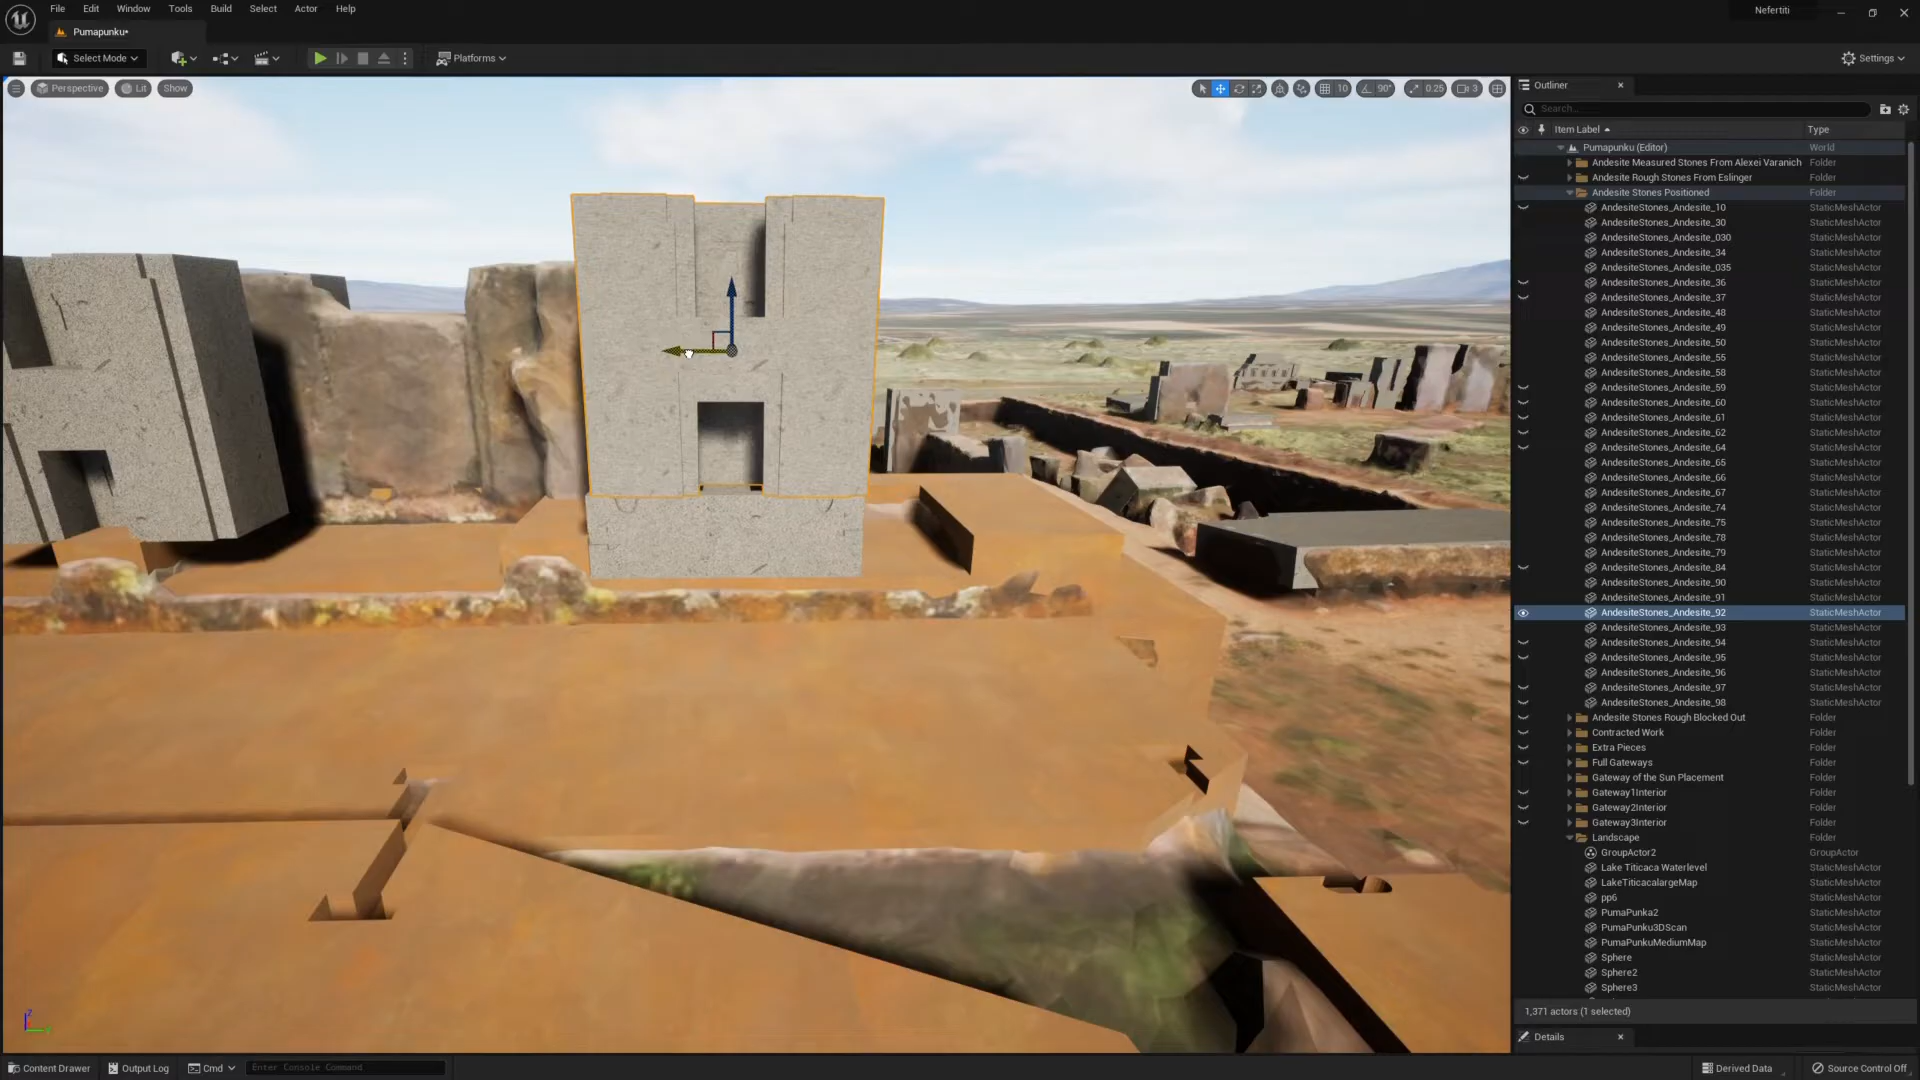 File Edit Window Tools Build Select Actor Help
Nefertiti
Pumapunku•
Select Mode
Platforms
Settings
Perspective Lit Show
10 90° 0.25 3
Outliner
Search...
Item Label Type
Pumapunku (Editor) World
Andesite Measured Stones From Alexei Varanich Folder
Andesite Rough Stones From Eslinger Folder
Andesite Stones Positioned Folder
AndesiteStones_Andesite_10 StaticMeshActor
AndesiteStones_Andesite_30 StaticMeshActor
AndesiteStones_Andesite_030 StaticMeshActor
AndesiteStones_Andesite_34 StaticMeshActor
AndesiteStones_Andesite_035 StaticMeshActor
AndesiteStones_Andesite_36 StaticMeshActor
AndesiteStones_Andesite_37 StaticMeshActor
AndesiteStones_Andesite_48 StaticMeshActor
AndesiteStones_Andesite_49 StaticMeshActor
AndesiteStones_Andesite_50 StaticMeshActor
AndesiteStones_Andesite_55 StaticMeshActor
AndesiteStones_Andesite_58 StaticMeshActor
AndesiteStones_Andesite_59 StaticMeshActor
AndesiteStones_Andesite_60 StaticMeshActor
AndesiteStones_Andesite_61 StaticMeshActor
AndesiteStones_Andesite_62 StaticMeshActor
AndesiteStones_Andesite_64 StaticMeshActor
AndesiteStones_Andesite_65 StaticMeshActor
AndesiteStones_Andesite_66 StaticMeshActor
AndesiteStones_Andesite_67 StaticMeshActor
AndesiteStones_Andesite_74 StaticMeshActor
AndesiteStones_Andesite_75 StaticMeshActor
AndesiteStones_Andesite_78 StaticMeshActor
AndesiteStones_Andesite_79 StaticMeshActor
AndesiteStones_Andesite_84 StaticMeshActor
AndesiteStones_Andesite_90 StaticMeshActor
AndesiteStones_Andesite_91 StaticMeshActor
AndesiteStones_Andesite_92 StaticMeshActor
AndesiteStones_Andesite_93 StaticMeshActor
AndesiteStones_Andesite_94 StaticMeshActor
AndesiteStones_Andesite_95 StaticMeshActor
AndesiteStones_Andesite_96 StaticMeshActor
AndesiteStones_Andesite_97 StaticMeshActor
AndesiteStones_Andesite_98 StaticMeshActor
Andesite Stones Rough Blocked Out Folder
Contracted Work Folder
Extra Pieces Folder
Full Gateways Folder
Gateway of the Sun Placement Folder
Gateway1Interior Folder
Gateway2Interior Folder
Gateway3Interior Folder
Landscape Folder
GroupActor2 GroupActor
Lake Titicaca Waterlevel StaticMeshActor
LakeTiticacalargeMap StaticMeshActor
pp6 StaticMeshActor
PumaPunka2 StaticMeshActor
PumaPunku3DScan StaticMeshActor
PumaPunkuMediumMap StaticMeshActor
Sphere StaticMeshActor
Sphere2 StaticMeshActor
Sphere3 StaticMeshActor
1,371 actors (1 selected)
Details
Z
Content Drawer Output Log Cmd Enter Console Command Derived Data Source Control Off